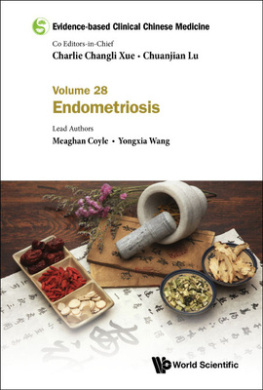 Evidence-based Clinical Chinese Medicine
Co Editors-in-Chief
Charlie Changli Xue • Chuanjian Lu
Volume 28
Endometriosis
Lead Authors
Meaghan Coyle • Yongxia Wang
World Scientific